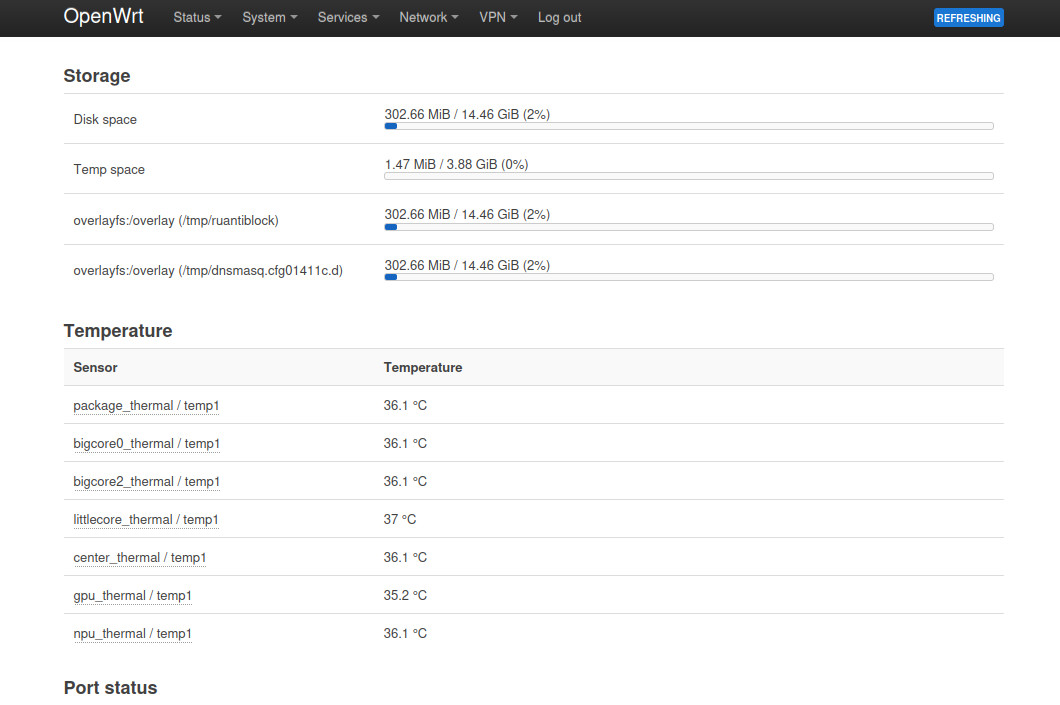 OpenWrt Status System Services Network VPN Log out REFRESHING
Storage
Disk space 302.66 MiB / 14.46 GiB (2%)
Temp space 1.47 MiB / 3.88 GiB (0%)
overlayfs:/overlay (/tmp/ruantiblock) 302.66 MiB / 14.46 GiB (2%)
overlayfs:/overlay (/tmp/dnsmasq.cfg01411c.d) 302.66 MiB / 14.46 GiB (2%)
Temperature
Sensor Temperature
package_thermal / temp1 36.1 °C
bigcore0_thermal / temp1 36.1 °C
bigcore2_thermal / temp1 36.1 °C
littlecore_thermal / temp1 37 °C
center_thermal / temp1 36.1 °C
gpu_thermal / temp1 35.2 °C
npu_thermal / temp1 36.1 °C
Port status